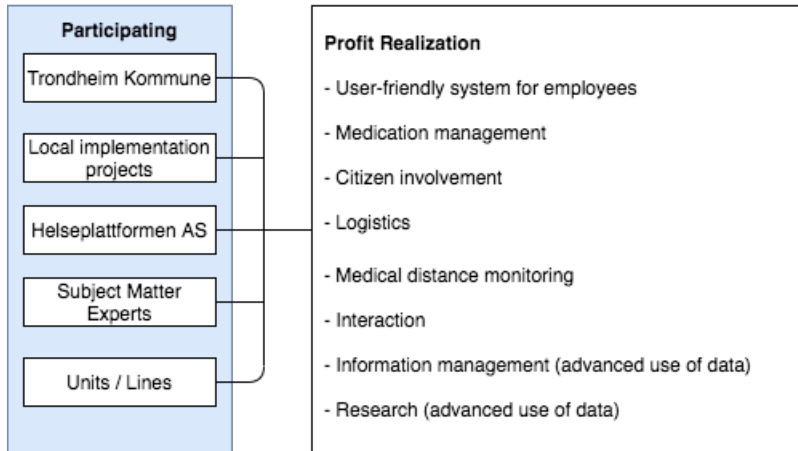 Participating
Trondheim Kommune
Local implementation
projects
Helseplattformen AS
Subject Matter
Experts
Units / Lines
Profit Realization
- User-friendly system for employees
- Medication management
- Citizen involvement
- Logistics
- Medical distance monitoring
- Interaction
- Information management (advanced use of data)
- Research (advanced use of data)